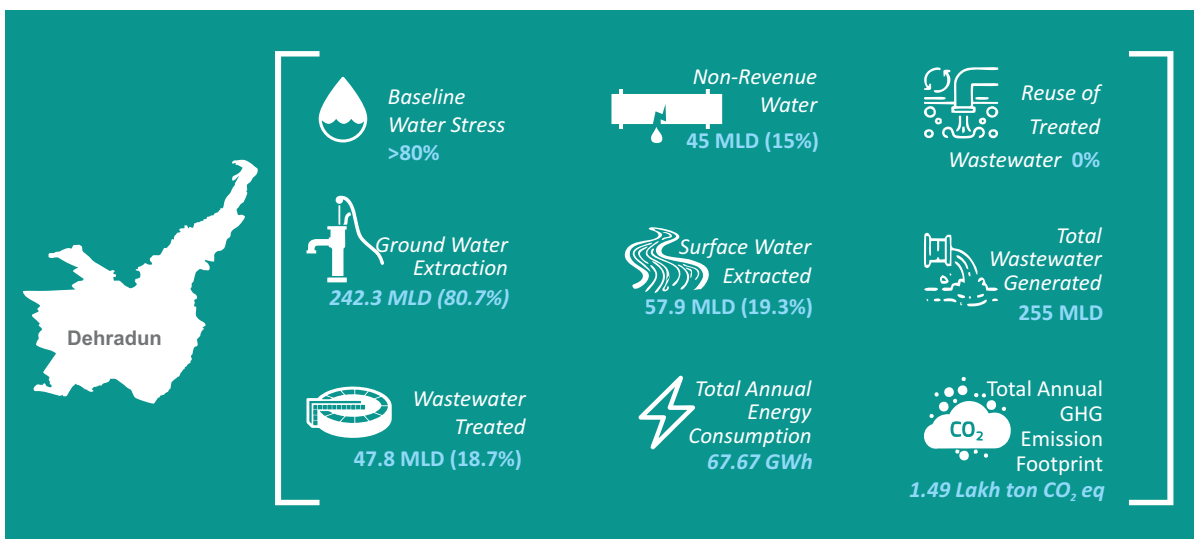 Baseline
Water Stress
>80%
Non-Revenue
Water
45 MLD (15%)
Reuse of
Treated
Wastewater 0%
Dehradun
Ground Water
Extraction
242.3 MLD (80.7%)
Surface Water
Extracted
57.9 MLD (19.3%)
Total
Wastewater
Generated
255 MLD
Wastewater
Treated
47.8 MLD (18.7%)
Total Annual
Energy
Consumption
67.67 GWh
CO₂
Total Annual
GHG
Emission
Footprint
1.49 Lakh ton CO₂ eq